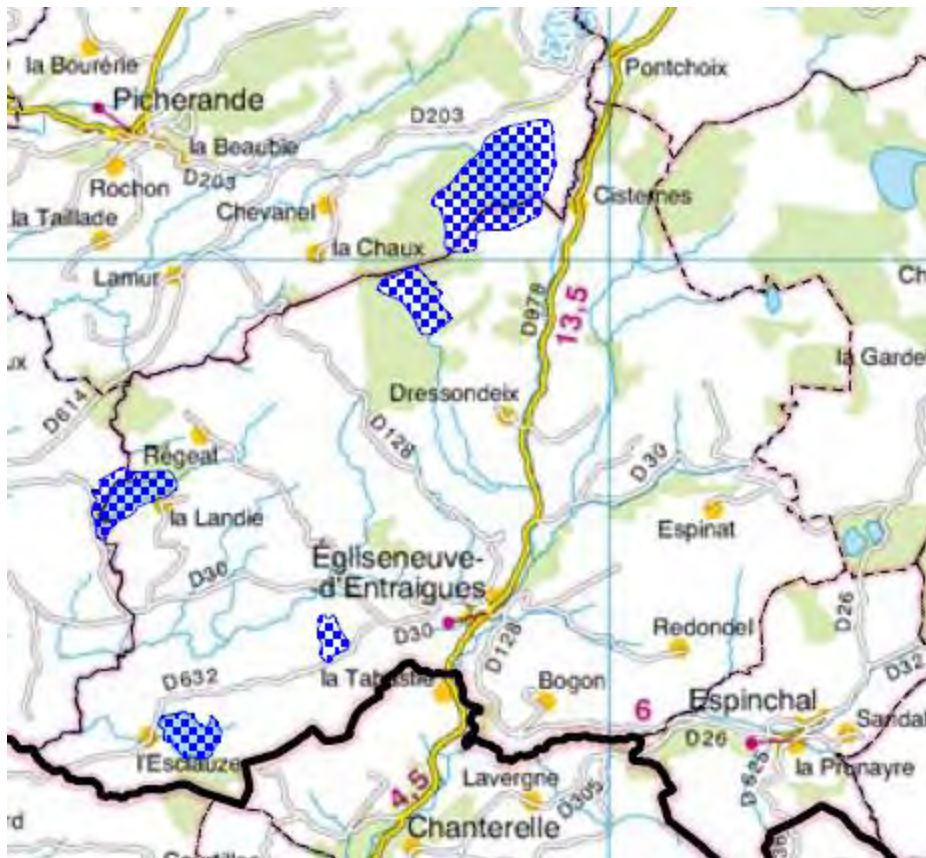 la Bourérie
Pontchoix
Picherande
D203
la Beaubie
D203
Rochon
Cisternes
Chevanel
la Taillade
la Chaux
Lamur
Ch
D978
13,5
la Garde
Dressondeix
D614
D128
Régeat
D30
la Landie
Espinat
Égliseneuve-
-d'Entraigues
D30
D26
D30
D128
Redondel
D32
D632
la Tabastie
Bogon
Espinchal
6
Sandal
D26
l'Esclauze
la Prunayre
D625
Lavergne
4,5
D305
Chanterelle